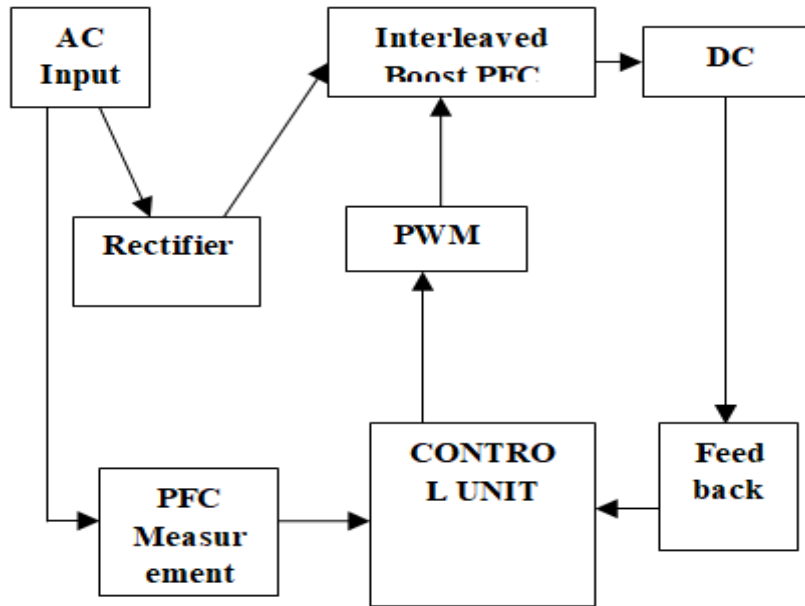 AC
Input
Interleaved
Boost PFC
DC
Rectifier
PWM
PFC
Measur
ement
CONTRO
L UNIT
Feed
back